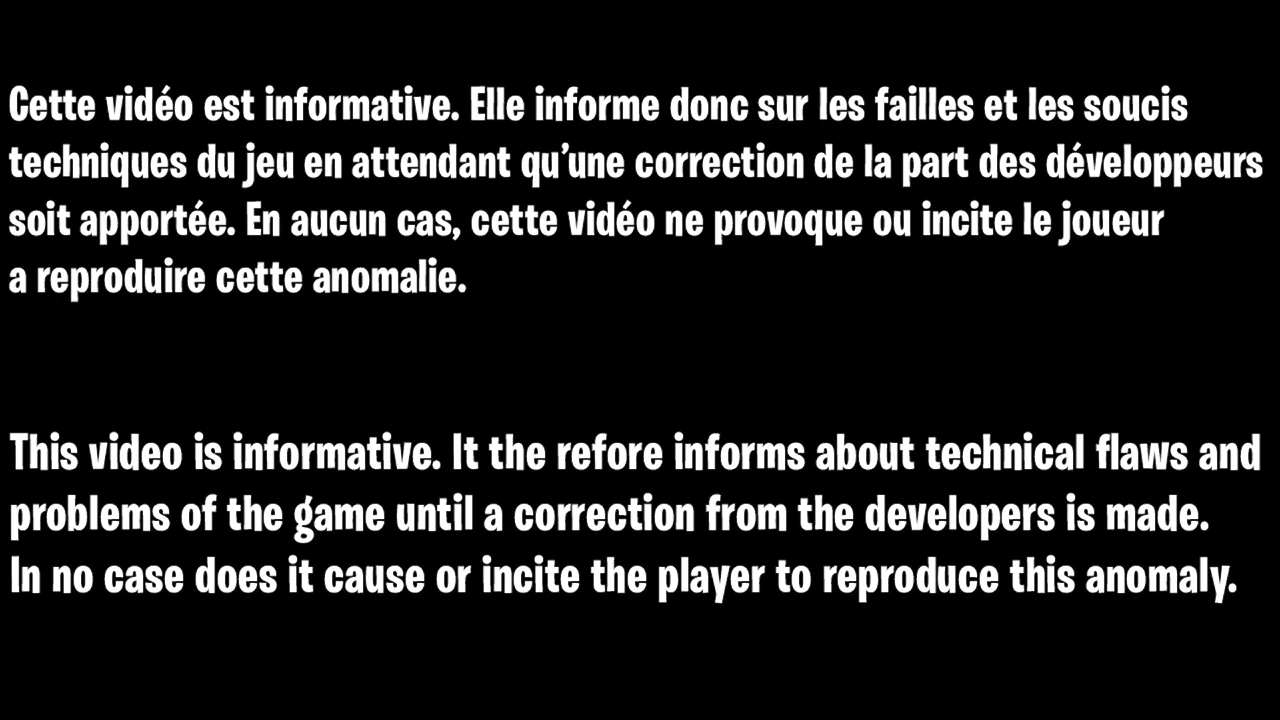 Cette vidéo est informative. Elle informe donc sur les failles et les soucis
techniques du jeu en attendant qu’une correction de la part des développeurs
soit apportée. En aucun cas, cette vidéo ne provoque ou incite le joueur
a reproduire cette anomalie.
This video is informative. It the refore informs about technical flaws and
problems of the game until a correction from the developers is made.
In no case does it cause or incite the player to reproduce this anomaly.